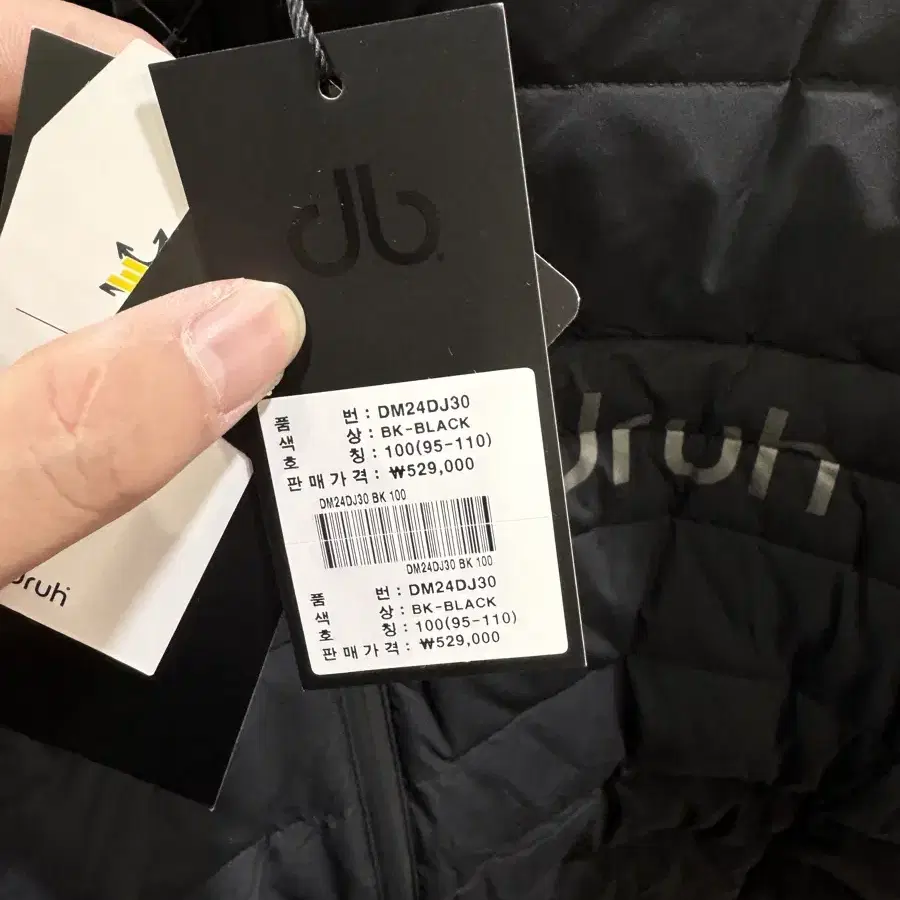 db
품 번 : DM24DJ30
색 상 : BK-BLACK
호 칭 : 100(95-110)
판 매 가 격 : ₩529,000
DM24DJ30 BK 100
DM24DJ30 BK 100
품 번 : DM24DJ30
색 상 : BK-BLACK
호 칭 : 100(95-110)
판 매 가 격 : ₩529,000
druh
druh